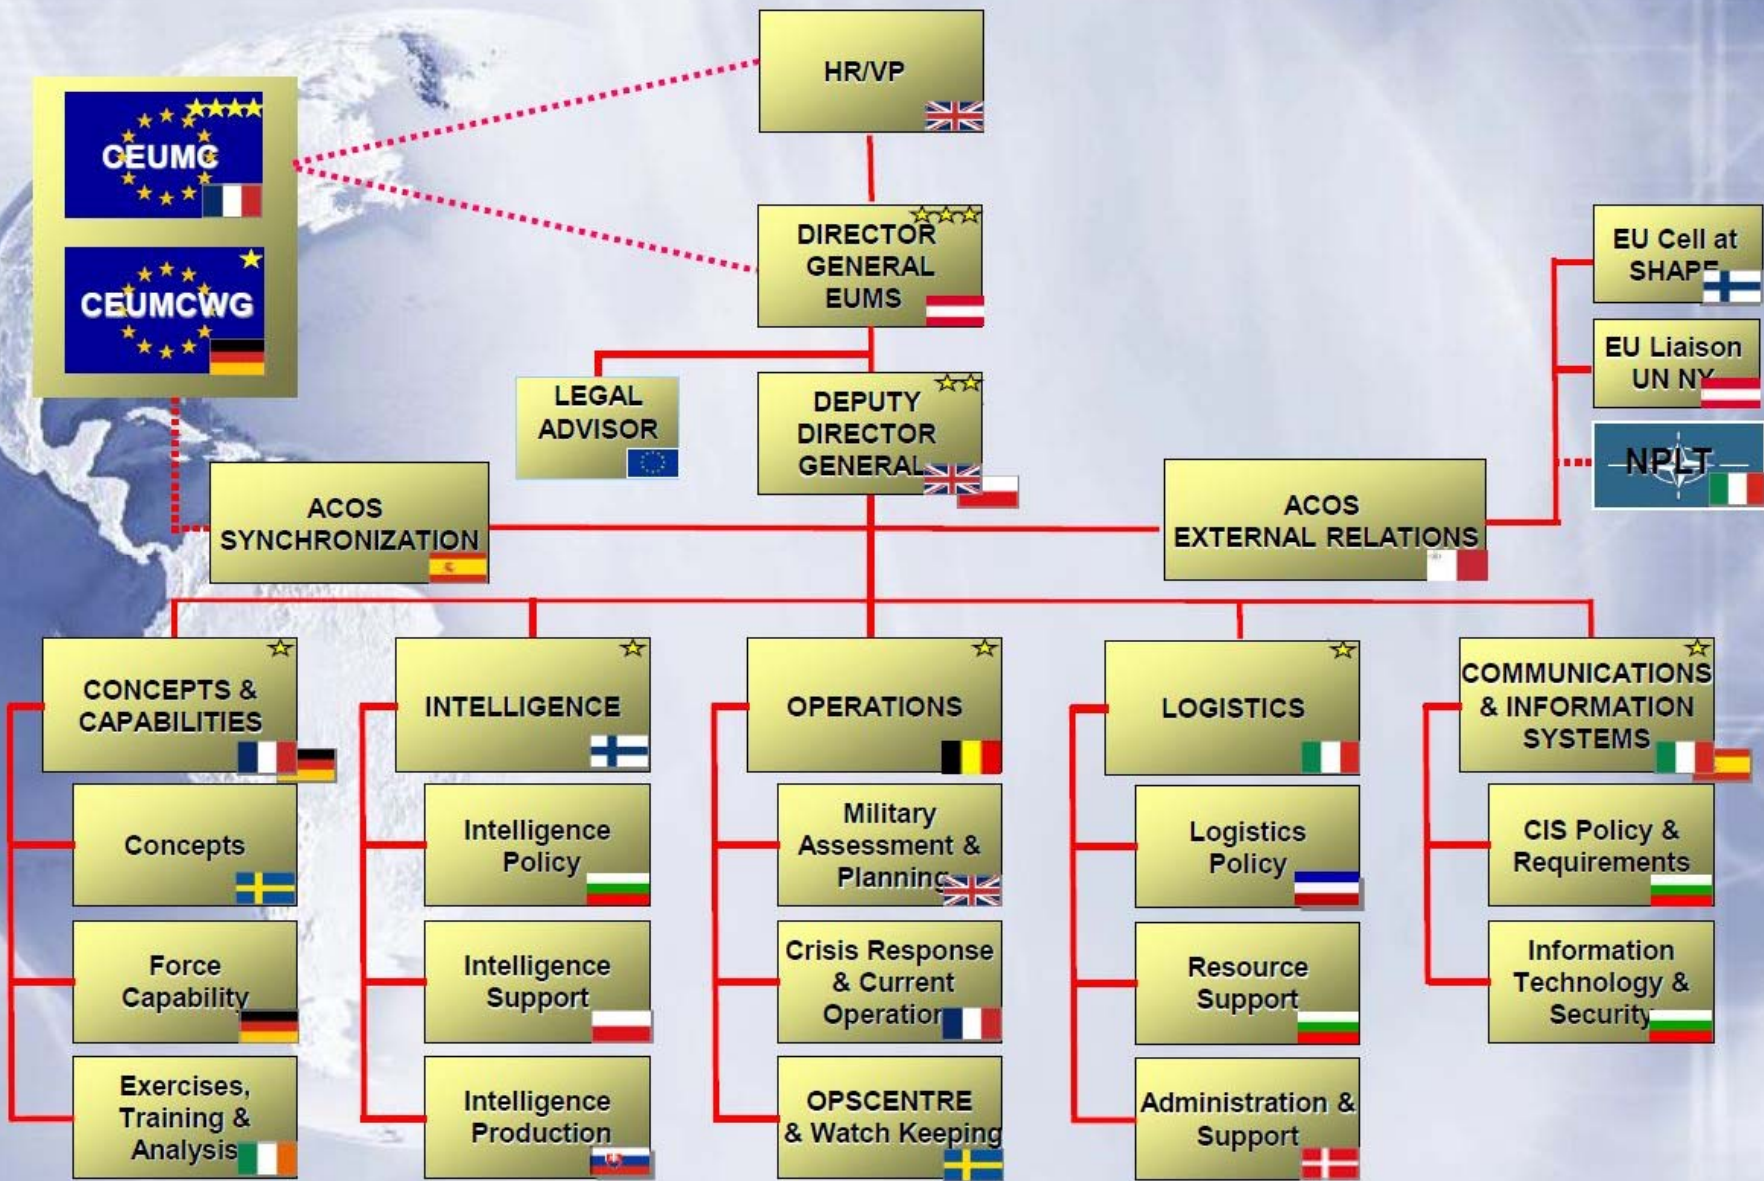 HR/VP
CEUMC
CEUMCWG
DIRECTOR
GENERAL
EUMS
LEGAL
ADVISOR
DEPUTY
DIRECTOR
GENERAL
EU Cell at
SHAPE
EU Liaison
UN NY
NPLT
ACOS
SYNCHRONIZATION
ACOS
EXTERNAL RELATIONS
CONCEPTS &
CAPABILITIES
Concepts
Force
Capability
Exercises,
Training &
Analysis
INTELLIGENCE
Intelligence
Policy
Intelligence
Support
Intelligence
Production
OPERATIONS
Military
Assessment &
Planning
Crisis Response
& Current
Operation
OPSCENTRE
& Watch Keeping
LOGISTICS
Logistics
Policy
Resource
Support
Administration &
Support
COMMUNICATIONS
& INFORMATION
SYSTEMS
CIS Policy &
Requirements
Information
Technology &
Security